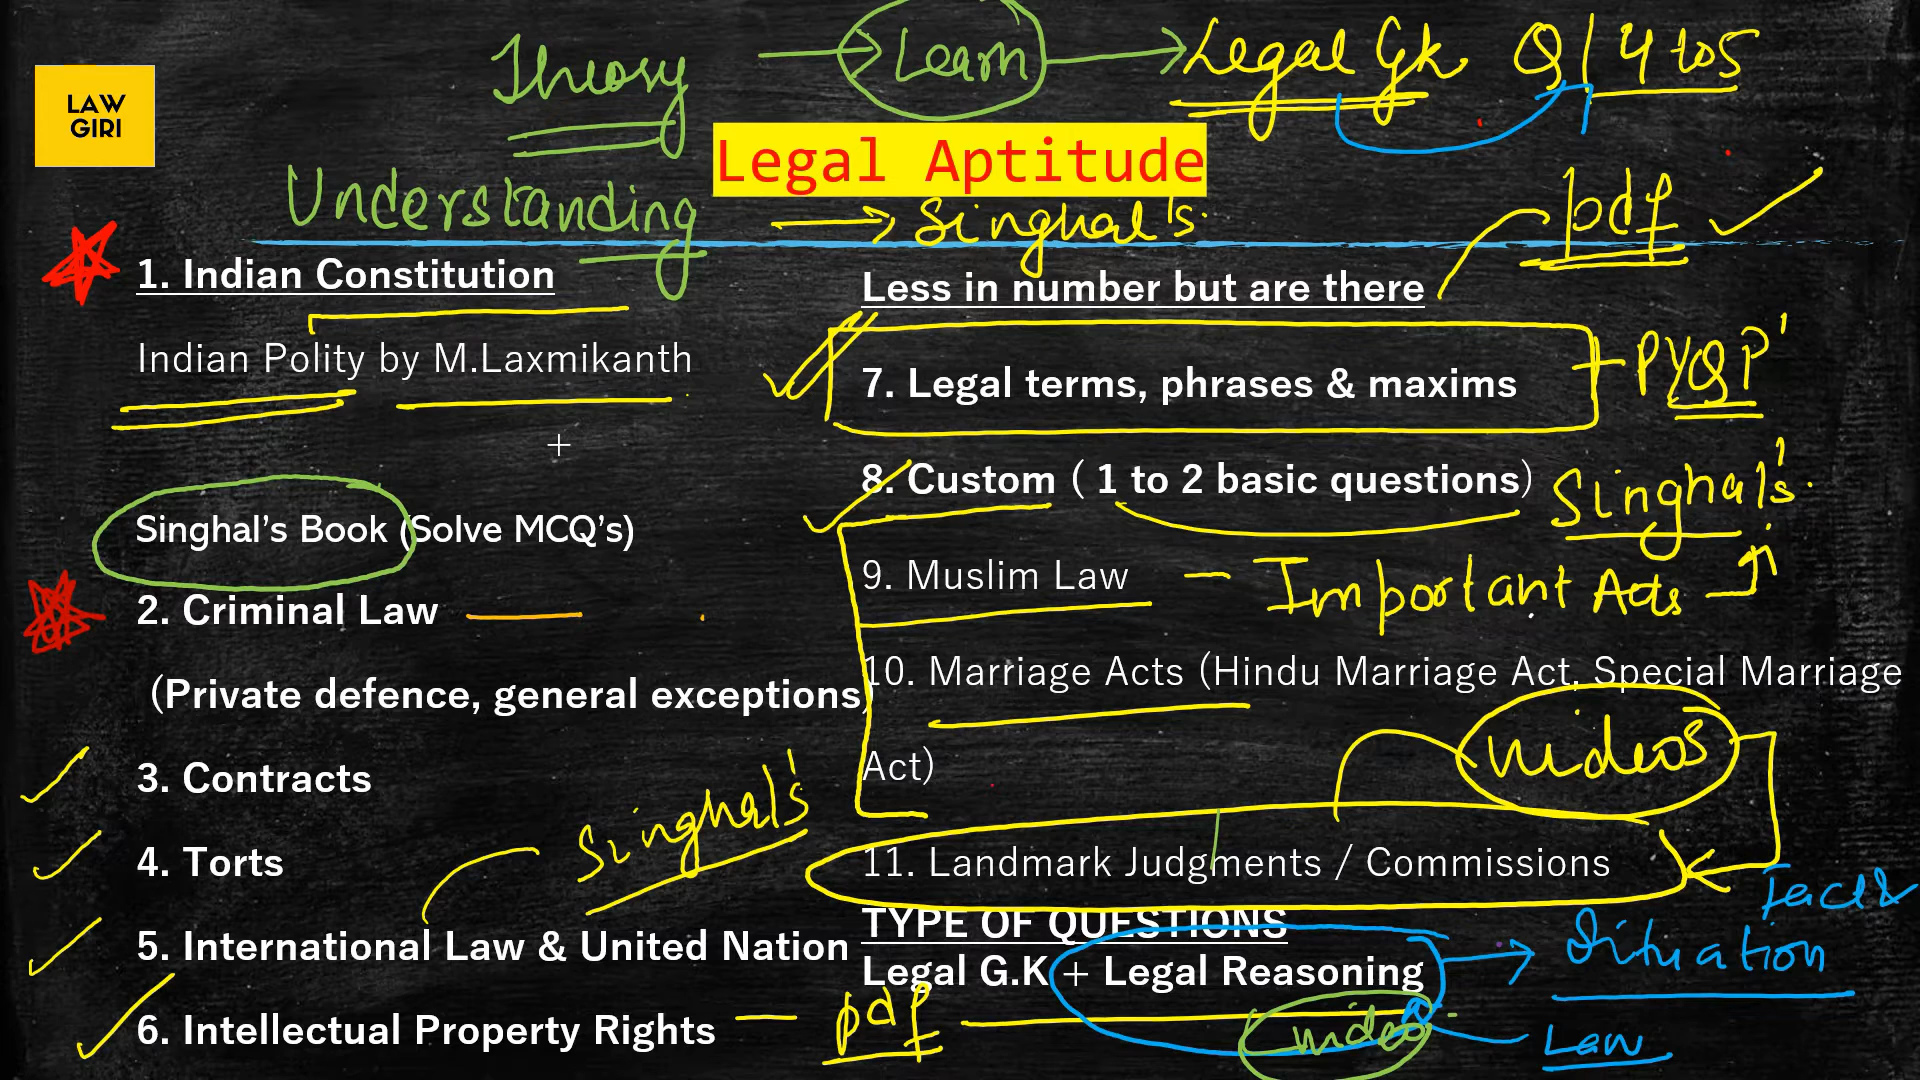 Theory
Learn
Legal Gk Q/ 4 to 5
LAW
GIRI
Legal Aptitude
Understanding
Singhal's
pdf
1. Indian Constitution
Indian Polity by M.Laxmikanth
Singhal's Book (Solve MCQ's)
2. Criminal Law
(Private defence, general exceptions)
3. Contracts
4. Torts
Singhal's
5. International Law & United Nation
6. Intellectual Property Rights
pdf
Less in number but are there
7. Legal terms, phrases & maxims
PYQP'
8. Custom ( 1 to 2 basic questions)
Singhal's
9. Muslim Law
Important Acts
10. Marriage Acts (Hindu Marriage Act, Special Marriage
Act)
videos
11. Landmark Judgments / Commissions
TYPE OF QUESTIONS
Legal G.K + Legal Reasoning
Situation
video
Law